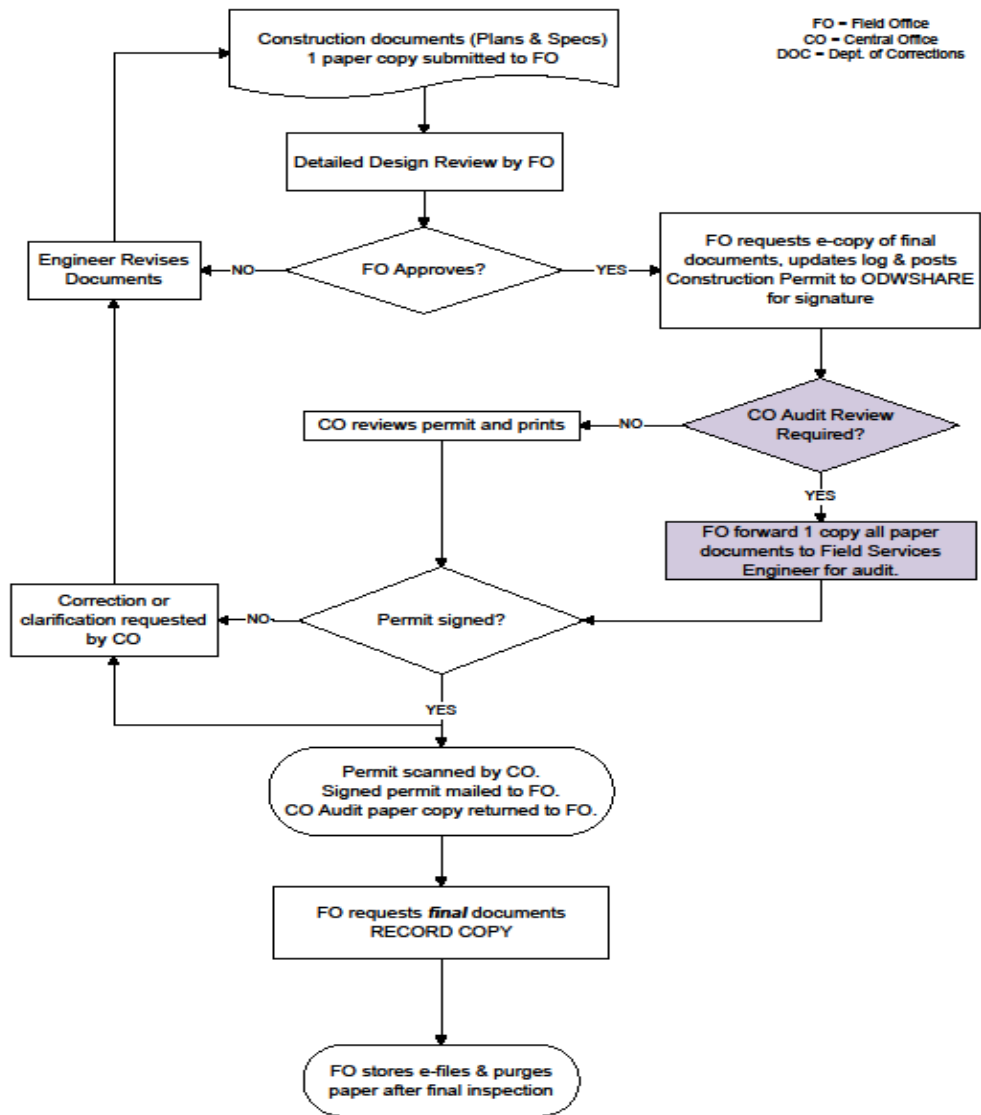 Construction documents (Plans & Specs)
1 paper copy submitted to FO
FO = Field Office
CO = Central Office
DOC = Dept. of Corrections
Detailed Design Review by FO
FO Approves?
NO
YES
Engineer Revises
Documents
FO requests e-copy of final
documents, updates log & posts
Construction Permit to ODWSHARE
for signature
CO Audit Review
Required?
NO
YES
CO reviews permit and prints
FO forward 1 copy all paper
documents to Field Services
Engineer for audit.
Permit signed?
NO
YES
Correction or
clarification requested
by CO
Permit scanned by CO.
Signed permit mailed to FO.
CO Audit paper copy returned to FO.
FO requests final documents
RECORD COPY
FO stores e-files & purges
paper after final inspection